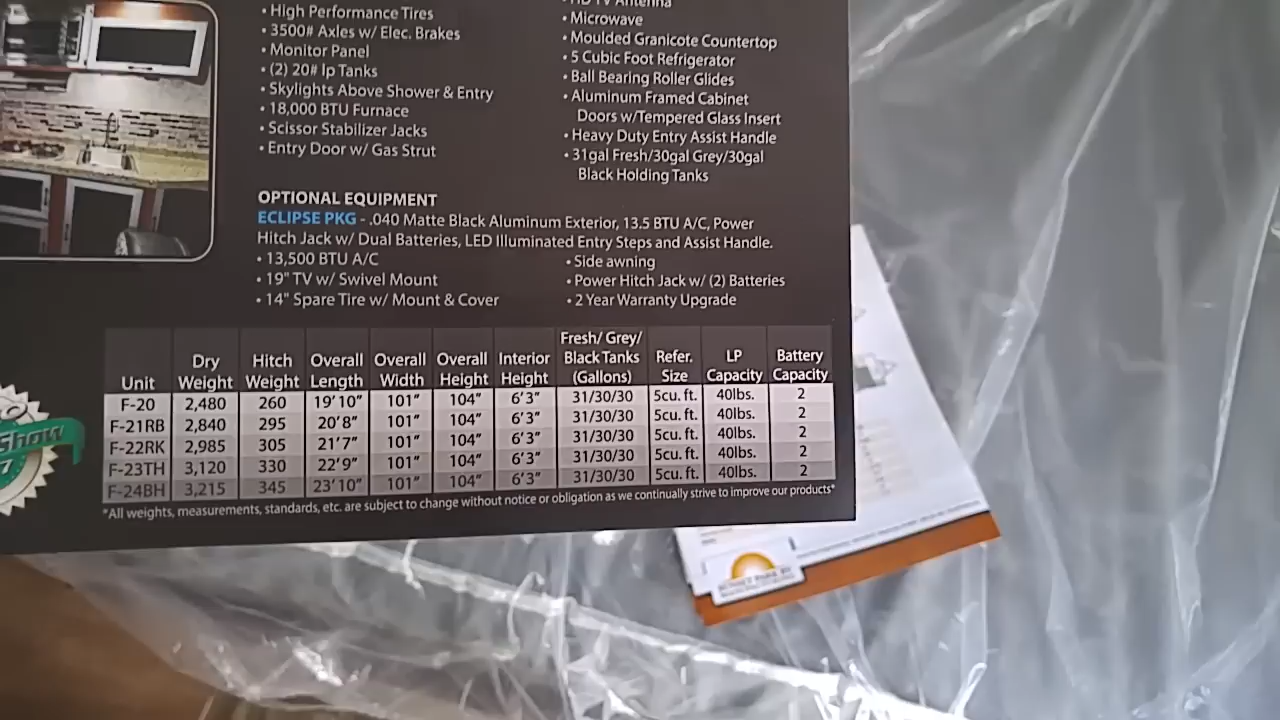 • High Performance Tires
• 3500# Axles w/ Elec. Brakes
• Monitor Panel
• (2) 20# lp Tanks
• Skylights Above Shower & Entry
• 18,000 BTU Furnace
• Scissor Stabilizer Jacks
• Entry Door w/ Gas Strut
• HD TV Antenna
• Microwave
• Moulded Granicote Countertop
• 5 Cubic Foot Refrigerator
• Ball Bearing Roller Glides
• Aluminum Framed Cabinet
Doors w/Tempered Glass Insert
• Heavy Duty Entry Assist Handle
• 31gal Fresh/30gal Grey/30gal
Black Holding Tanks
OPTIONAL EQUIPMENT
ECLIPSE PKG - .040 Matte Black Aluminum Exterior, 13.5 BTU A/C, Power
Hitch Jack w/ Dual Batteries, LED Illuminated Entry Steps and Assist Handle.
• 13,500 BTU A/C
• 19" TV w/ Swivel Mount
• 14" Spare Tire w/ Mount & Cover
• Side awning
• Power Hitch Jack w/ (2) Batteries
• 2 Year Warranty Upgrade
Unit Dry Weight Hitch Weight Overall Length Overall Width Overall Height Interior Height Fresh/ Grey/ Black Tanks (Gallons) Refer. Size LP Capacity Battery Capacity
F-20 2,480 260 19'10" 101" 104" 6'3" 31/30/30 5cu. ft. 40lbs. 2
F-21RB 2,840 295 20'8" 101" 104" 6'3" 31/30/30 5cu. ft. 40lbs. 2
F-22RK 2,985 305 21'7" 101" 104" 6'3" 31/30/30 5cu. ft. 40lbs. 2
F-23TH 3,120 330 22'9" 101" 104" 6'3" 31/30/30 5cu. ft. 40lbs. 2
F-24BH 3,215 345 23'10" 101" 104" 6'3" 31/30/30 5cu. ft. 40lbs. 2
*All weights, measurements, standards, etc. are subject to change without notice or obligation as we continually strive to improve our products*
Show
7
SUNSET PARK RV
MANUFACTURING